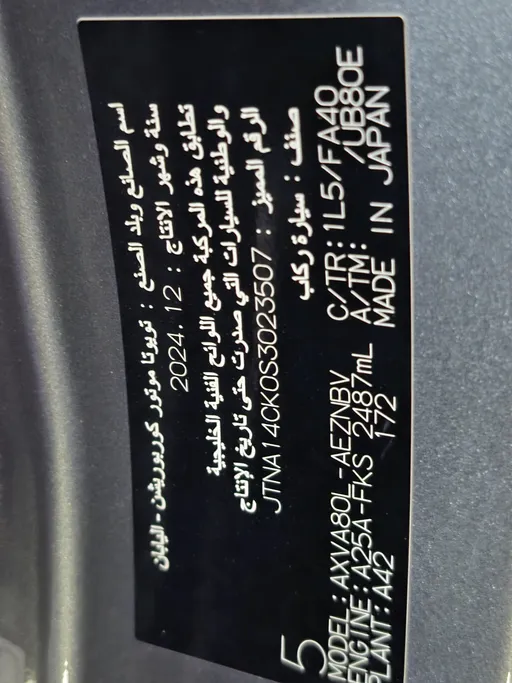 اسم الصانع وبلد الصنع : تويوتا موتور كوربوريشن - اليابان
سنة وشهر الانتاج : 2024.12
تطابق هذه المركبة جميع اللوائح الفنية الخليجية
والوطنية للسيارات التي صدرت حتى تاريخ الإنتاج
الرقم المميز : JTNA14CK0S3023507
صنف : سيارة ركاب
5
MODEL:AXVA80L-AEZNBV C/TR:1L5/FA40
ENGINE:A25A-FKS 2487mL A/TM: /UB80E
PLANT:A42 172 MADE IN JAPAN